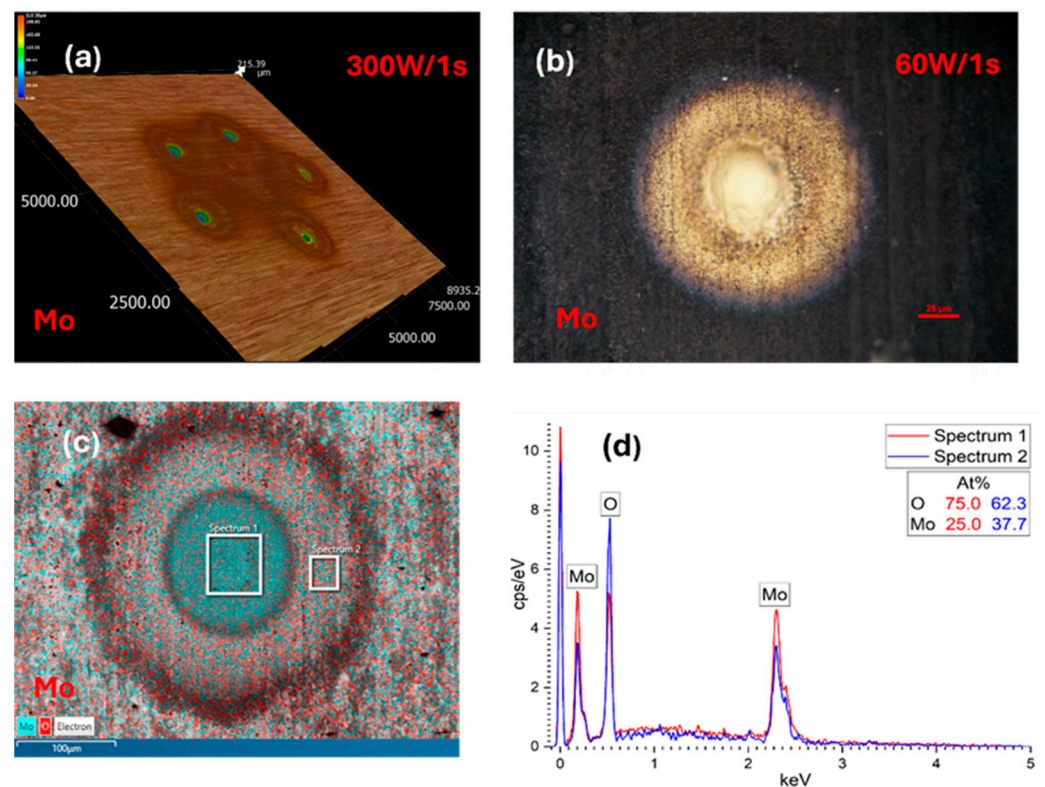 (a)
300W/1s
215.39
μm
5000.00
2500.00
8935.2
7500.00
5000.00
Mo
(b)
60W/1s
Mo
25 μm
(c)
Spectrum 1
Spectrum 2
Mo
Mo O Electron
100μm
(d)
Spectrum 1
Spectrum 2
At%
O 75.0 62.3
Mo 25.0 37.7
10
8
6
4
2
0
cps/eV
Mo
O
Mo
0 1 2 3 4 5
keV